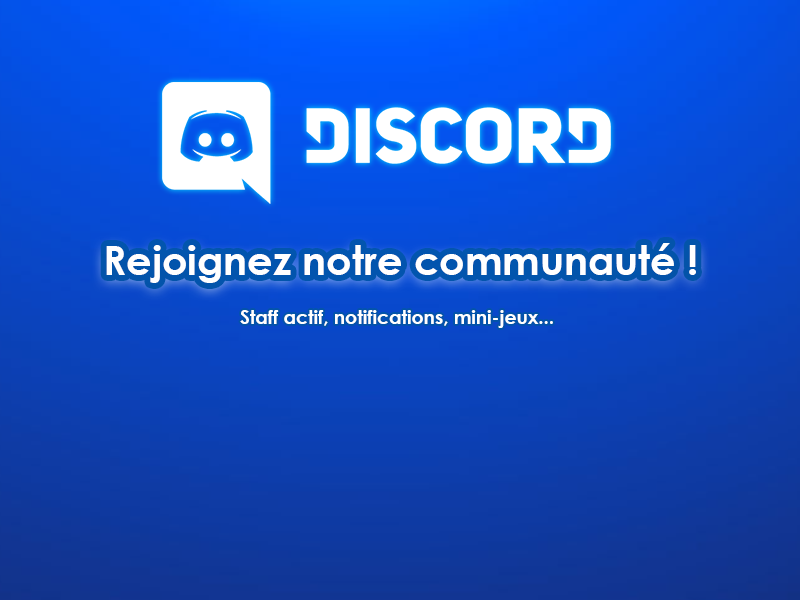 DISCORD
Rejoignez notre communauté !
Staff actif, notifications, mini-jeux...